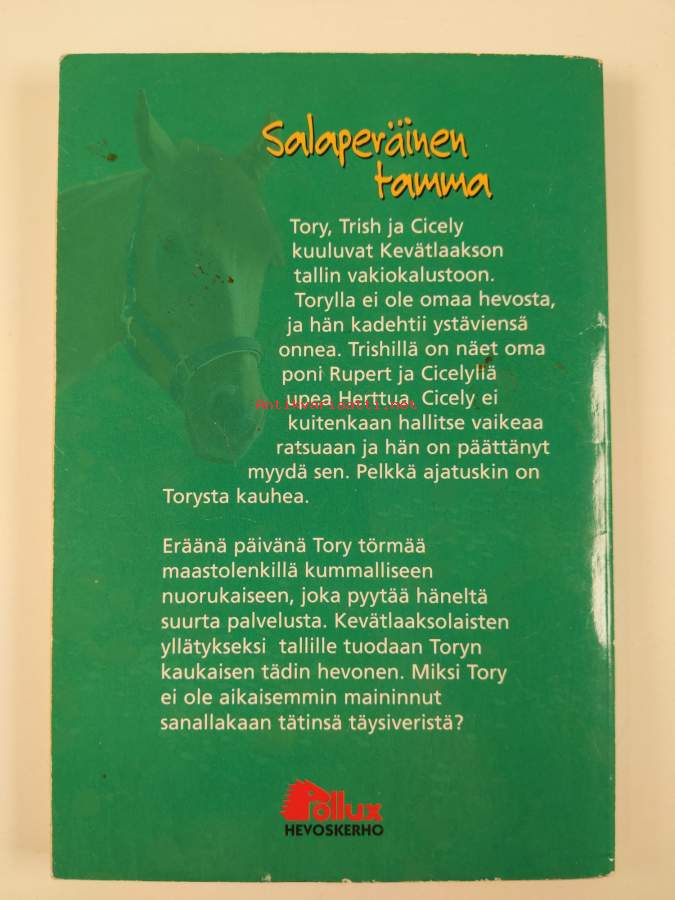 Salaperäinen
tamma
Tory, Trish ja Cicely
kuuluvat Kevätlaakson
tallin vakiokalustoon.
Torylla ei ole omaa hevosta,
ja hän kadehtii ystäviensä
onnea. Trishillä on näet oma
poni Rupert ja Cicelyllä
upea Herttua. Cicely ei
Antikvariaatti.net
kuitenkaan hallitse vaikeaa
ratsuaan ja hän on päättänyt
myydä sen. Pelkkä ajatuskin on
Torysta kauhea.
Eräänä päivänä Tory törmää
maastolenkillä kummalliseen
nuorukaiseen, joka pyytää häneltä
suurta palvelusta. Kevätlaaksolaisten
yllätykseksi tallille tuodaan Toryn
kaukaisen tädin hevonen. Miksi Tory
ei ole aikaisemmin maininnut
sanallakaan tätinsä täysiveristä?
Pollux
HEVOSKERHO